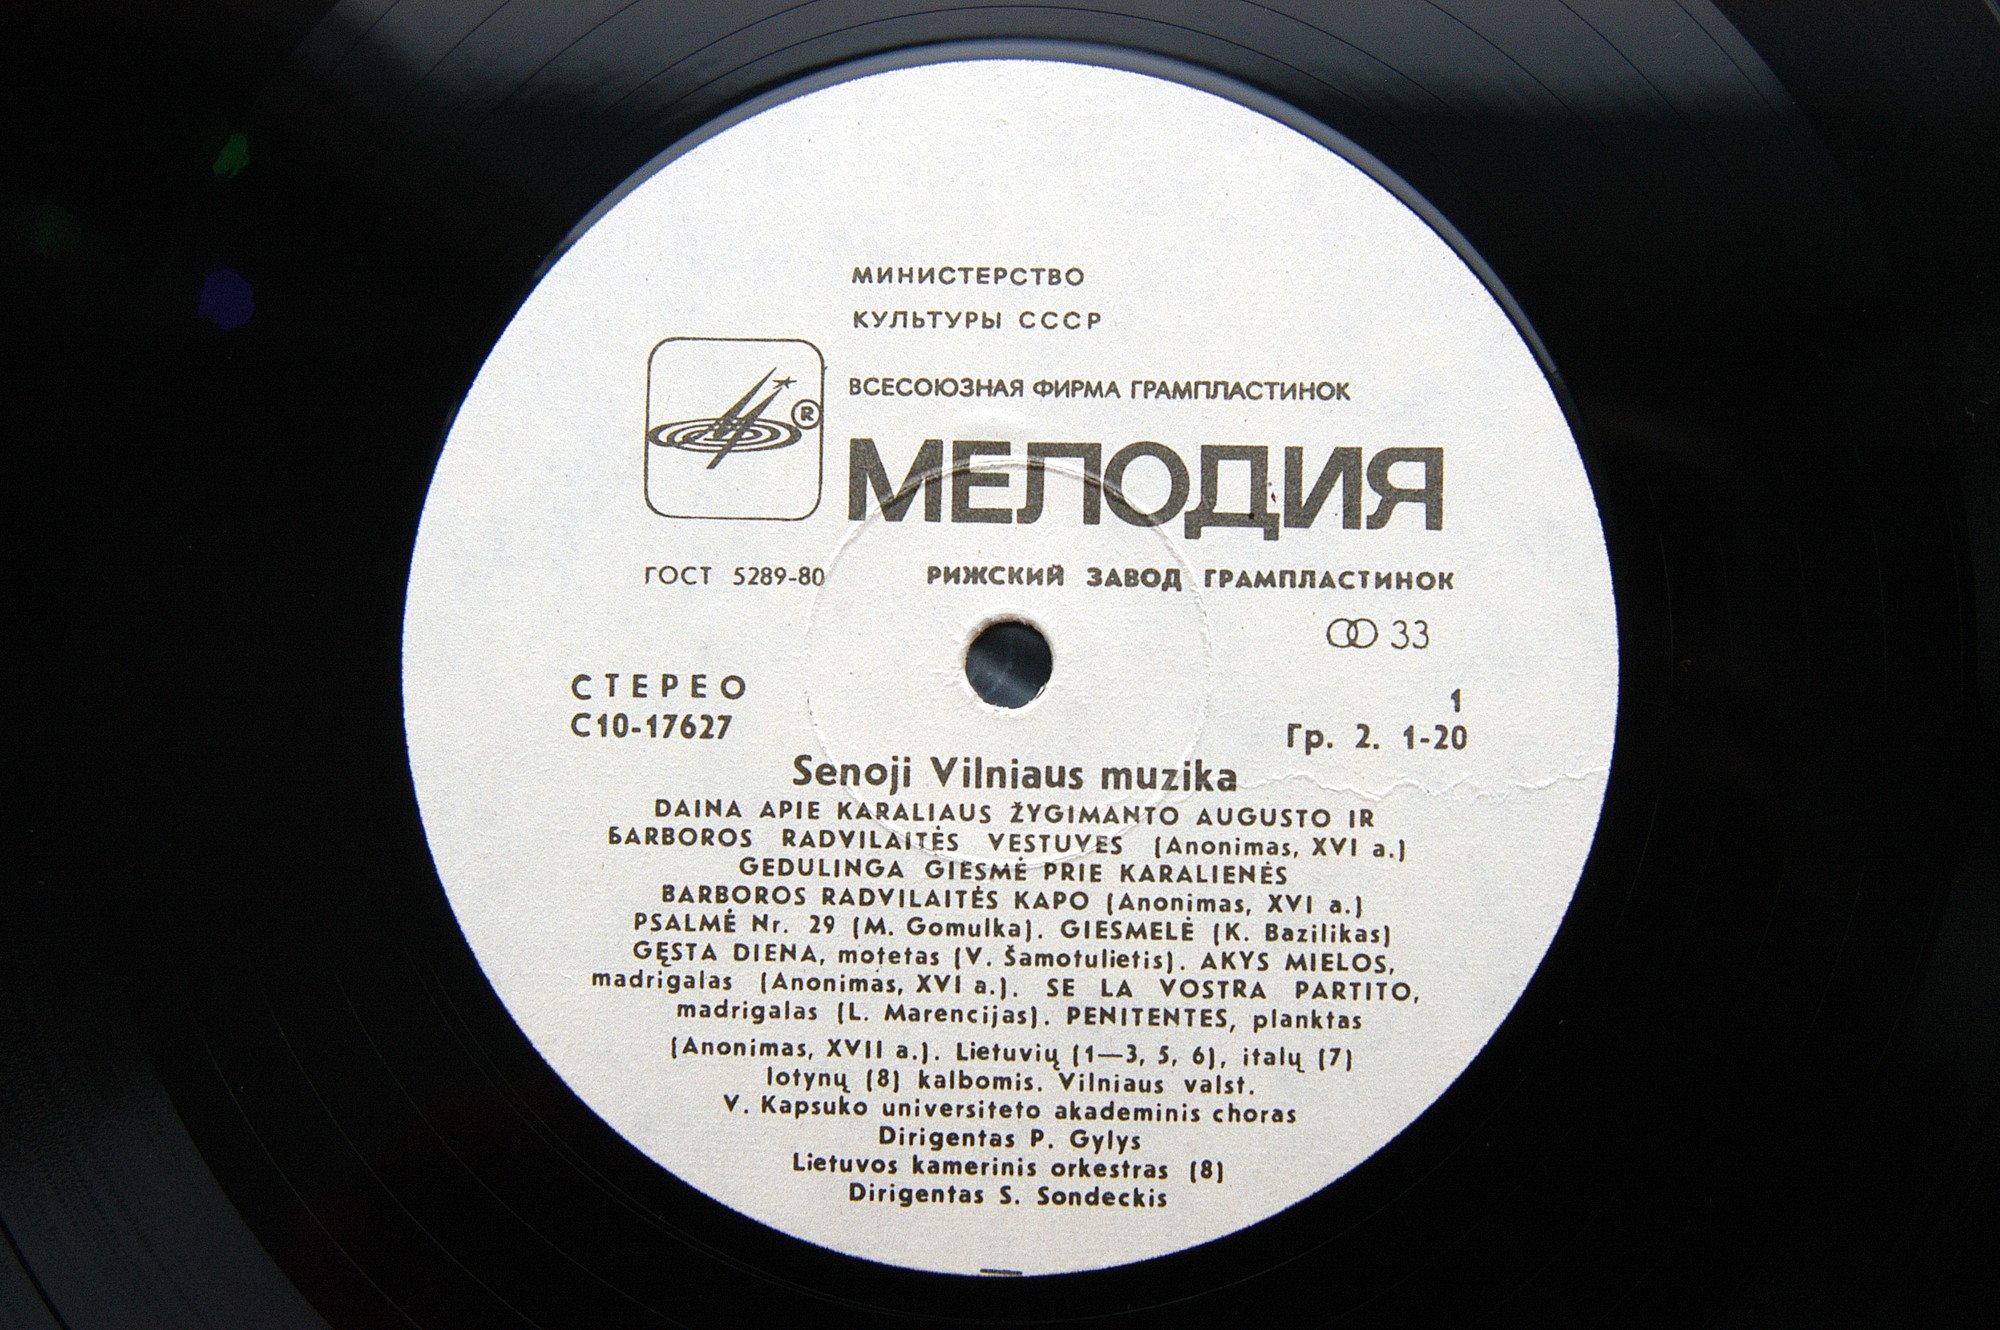 МИНИСТЕРСТВО
КУЛЬТУРЫ СССР
ВСЕСОЮЗНАЯ ФИРМА ГРАМПЛАСТИНОК
®
МЕЛОДИЯ
ГОСТ 5289-80 РИЖСКИЙ ЗАВОД ГРАМПЛАСТИНОК
33
СТЕРЕО 1
С10-17627 Гр. 2. 1-20
Senoji Vilniaus muzika
DAINA APIE KARALIAUS ŽYGIMANTO AUGUSTO IR
BARBOROS RADVILAITĖS VESTUVES (Anonimas, XVI a.)
GEDULINGA GIESMĖ PRIE KARALIENĖS
BARBOROS RADVILAITĖS KAPO (Anonimas, XVI a.)
PSALMĖ Nr. 29 (M. Gomulka). GIESMELĖ (K. Bazilikas)
GĘSTA DIENA, motetas (V. Šamotulietis). AKYS MIELOS,
madrigalas (Anonimas, XVI a.). SE LA VOSTRA PARTITO,
madrigalas (L. Marencijas). PENITENTES, planktas
(Anonimas, XVII a.). Lietuvių (1—3, 5, 6), italų (7)
lotynų (8) kalbomis. Vilniaus valst.
V. Kapsuko universiteto akademinis choras
Dirigentas P. Gylys
Lietuvos kamerinis orkestras (8)
Dirigentas S. Sondeckis